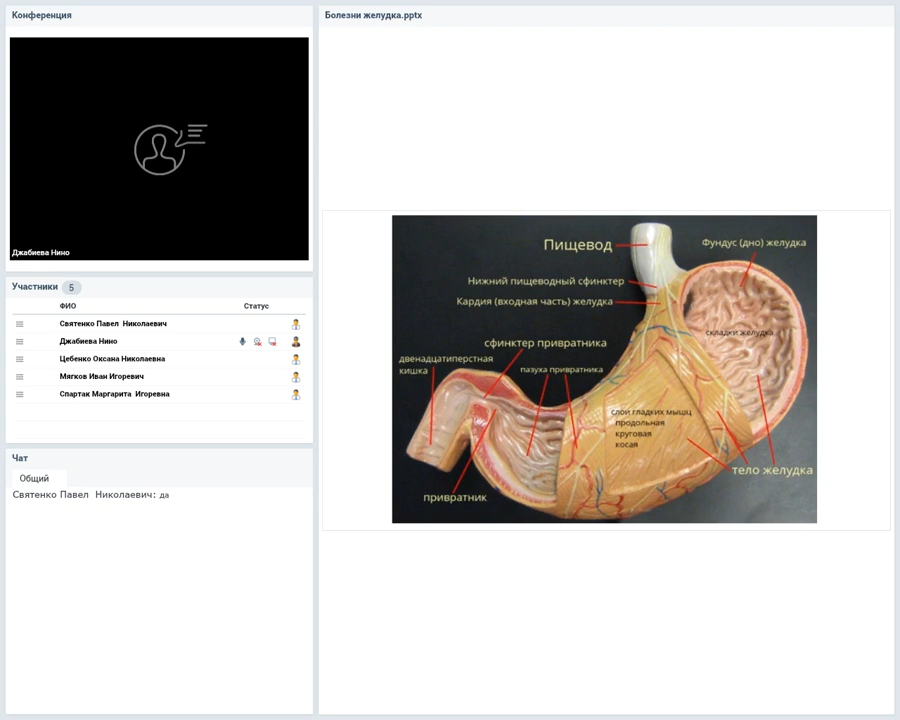 Конференция
Джабиева Нино
Участники 5
ФИО Статус
Святенко Павел Николаевич
Джабиева Нино
Цебенко Оксана Николаевна
Мягков Иван Игоревич
Спартак Маргарита Игоревна
Чат
Общий
Святенко Павел Николаевич: да
Болезни желудка.pptx
Пищевод
Фундус (дно) желудка
Нижний пищеводный сфинктер
Кардия (входная часть) желудка
складки желудка
сфинктер привратника
двенадцатиперстная
кишка
пазуха привратника
слои гладких мышц
продольная
круговая
косая
тело желудка
привратник